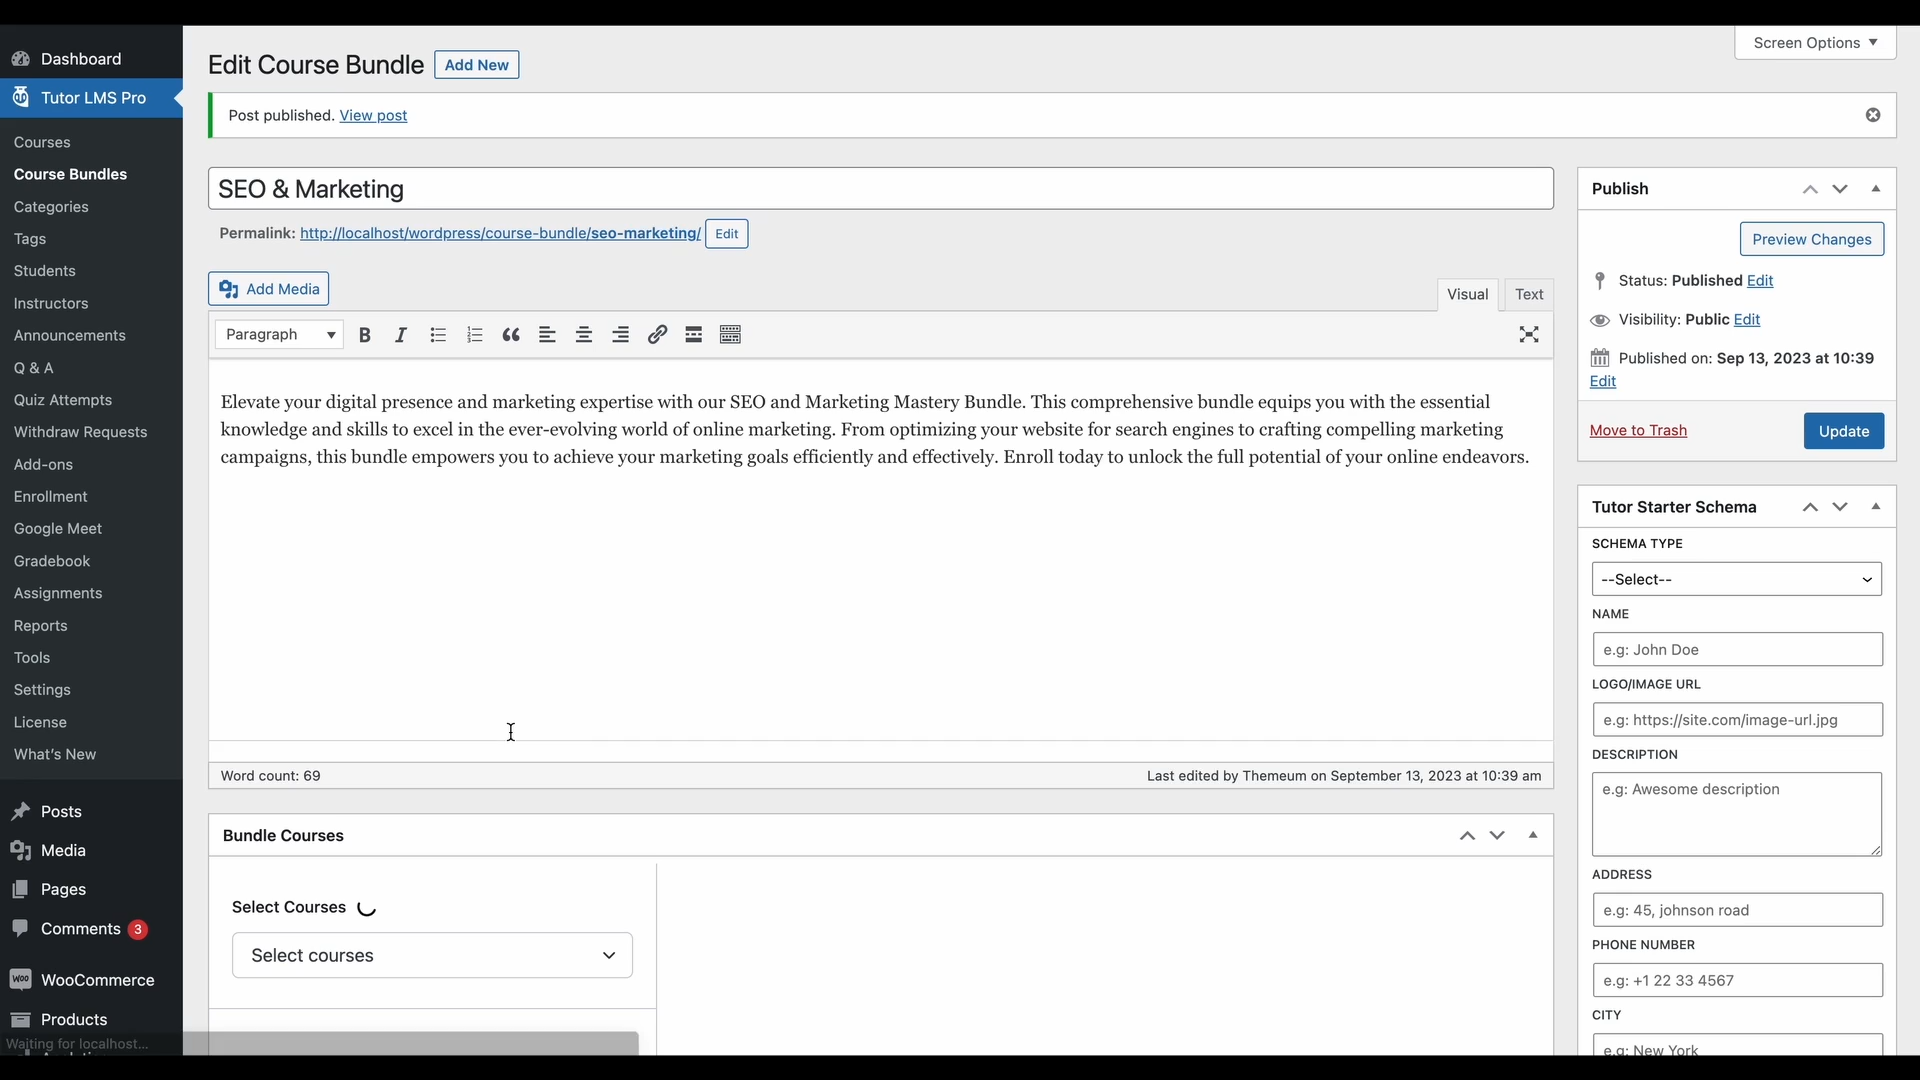 Screen Options
Dashboard
Tutor LMS Pro
Courses
Course Bundles
Categories
Tags
Students
Instructors
Announcements
Q & A
Quiz Attempts
Withdraw Requests
Add-ons
Enrollment
Google Meet
Gradebook
Assignments
Reports
Tools
Settings
License
What's New
Posts
Media
Pages
Comments 3
WooCommerce
Products
Waiting for localhost...
Edit Course Bundle Add New
Post published. View post
SEO & Marketing
Permalink: http://localhost/wordpress/course-bundle/seo-marketing/ Edit
Add Media
Visual Text
Paragraph
Elevate your digital presence and marketing expertise with our SEO and Marketing Mastery Bundle. This comprehensive bundle equips you with the essential
knowledge and skills to excel in the ever-evolving world of online marketing. From optimizing your website for search engines to crafting compelling marketing
campaigns, this bundle empowers you to achieve your marketing goals efficiently and effectively. Enroll today to unlock the full potential of your online endeavors.
Word count: 69
Last edited by Themeum on September 13, 2023 at 10:39 am
Bundle Courses
Select Courses
Select courses
Publish
Preview Changes
Status: Published Edit
Visibility: Public Edit
Published on: Sep 13, 2023 at 10:39
Edit
Move to Trash
Update
Tutor Starter Schema
SCHEMA TYPE
--Select--
NAME
e.g: John Doe
LOGO/IMAGE URL
e.g: https://site.com/image-url.jpg
DESCRIPTION
e.g: Awesome description
ADDRESS
e.g: 45, johnson road
PHONE NUMBER
e.g: +1 22 33 4567
CITY
e.g: New York